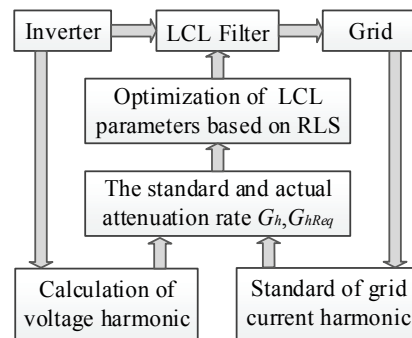 Inverter
LCL Filter
Grid
Optimization of LCL
parameters based on RLS
The standard and actual
attenuation rate Gh,GhReq
Calculation of
voltage harmonic
Standard of grid
current harmonic